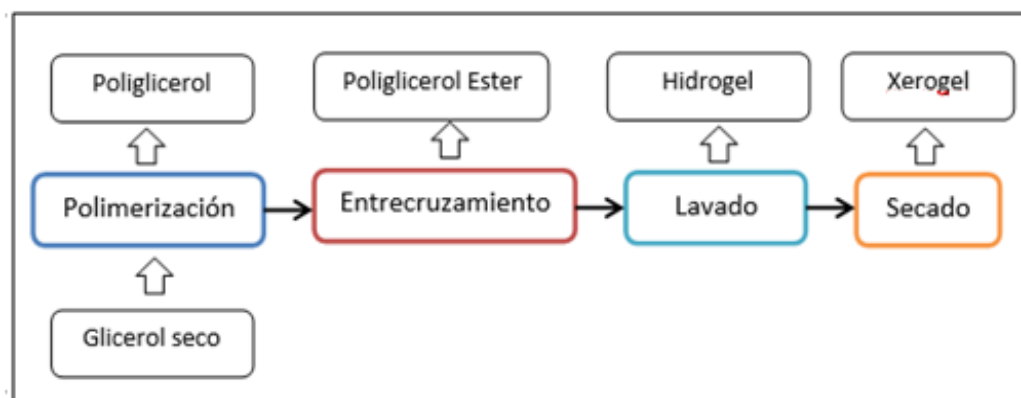 Poliglicerol
Poliglicerol Ester
Hidrogel
Xerogel
Polimerización
Entrecruzamiento
Lavado
Secado
Glicerol seco